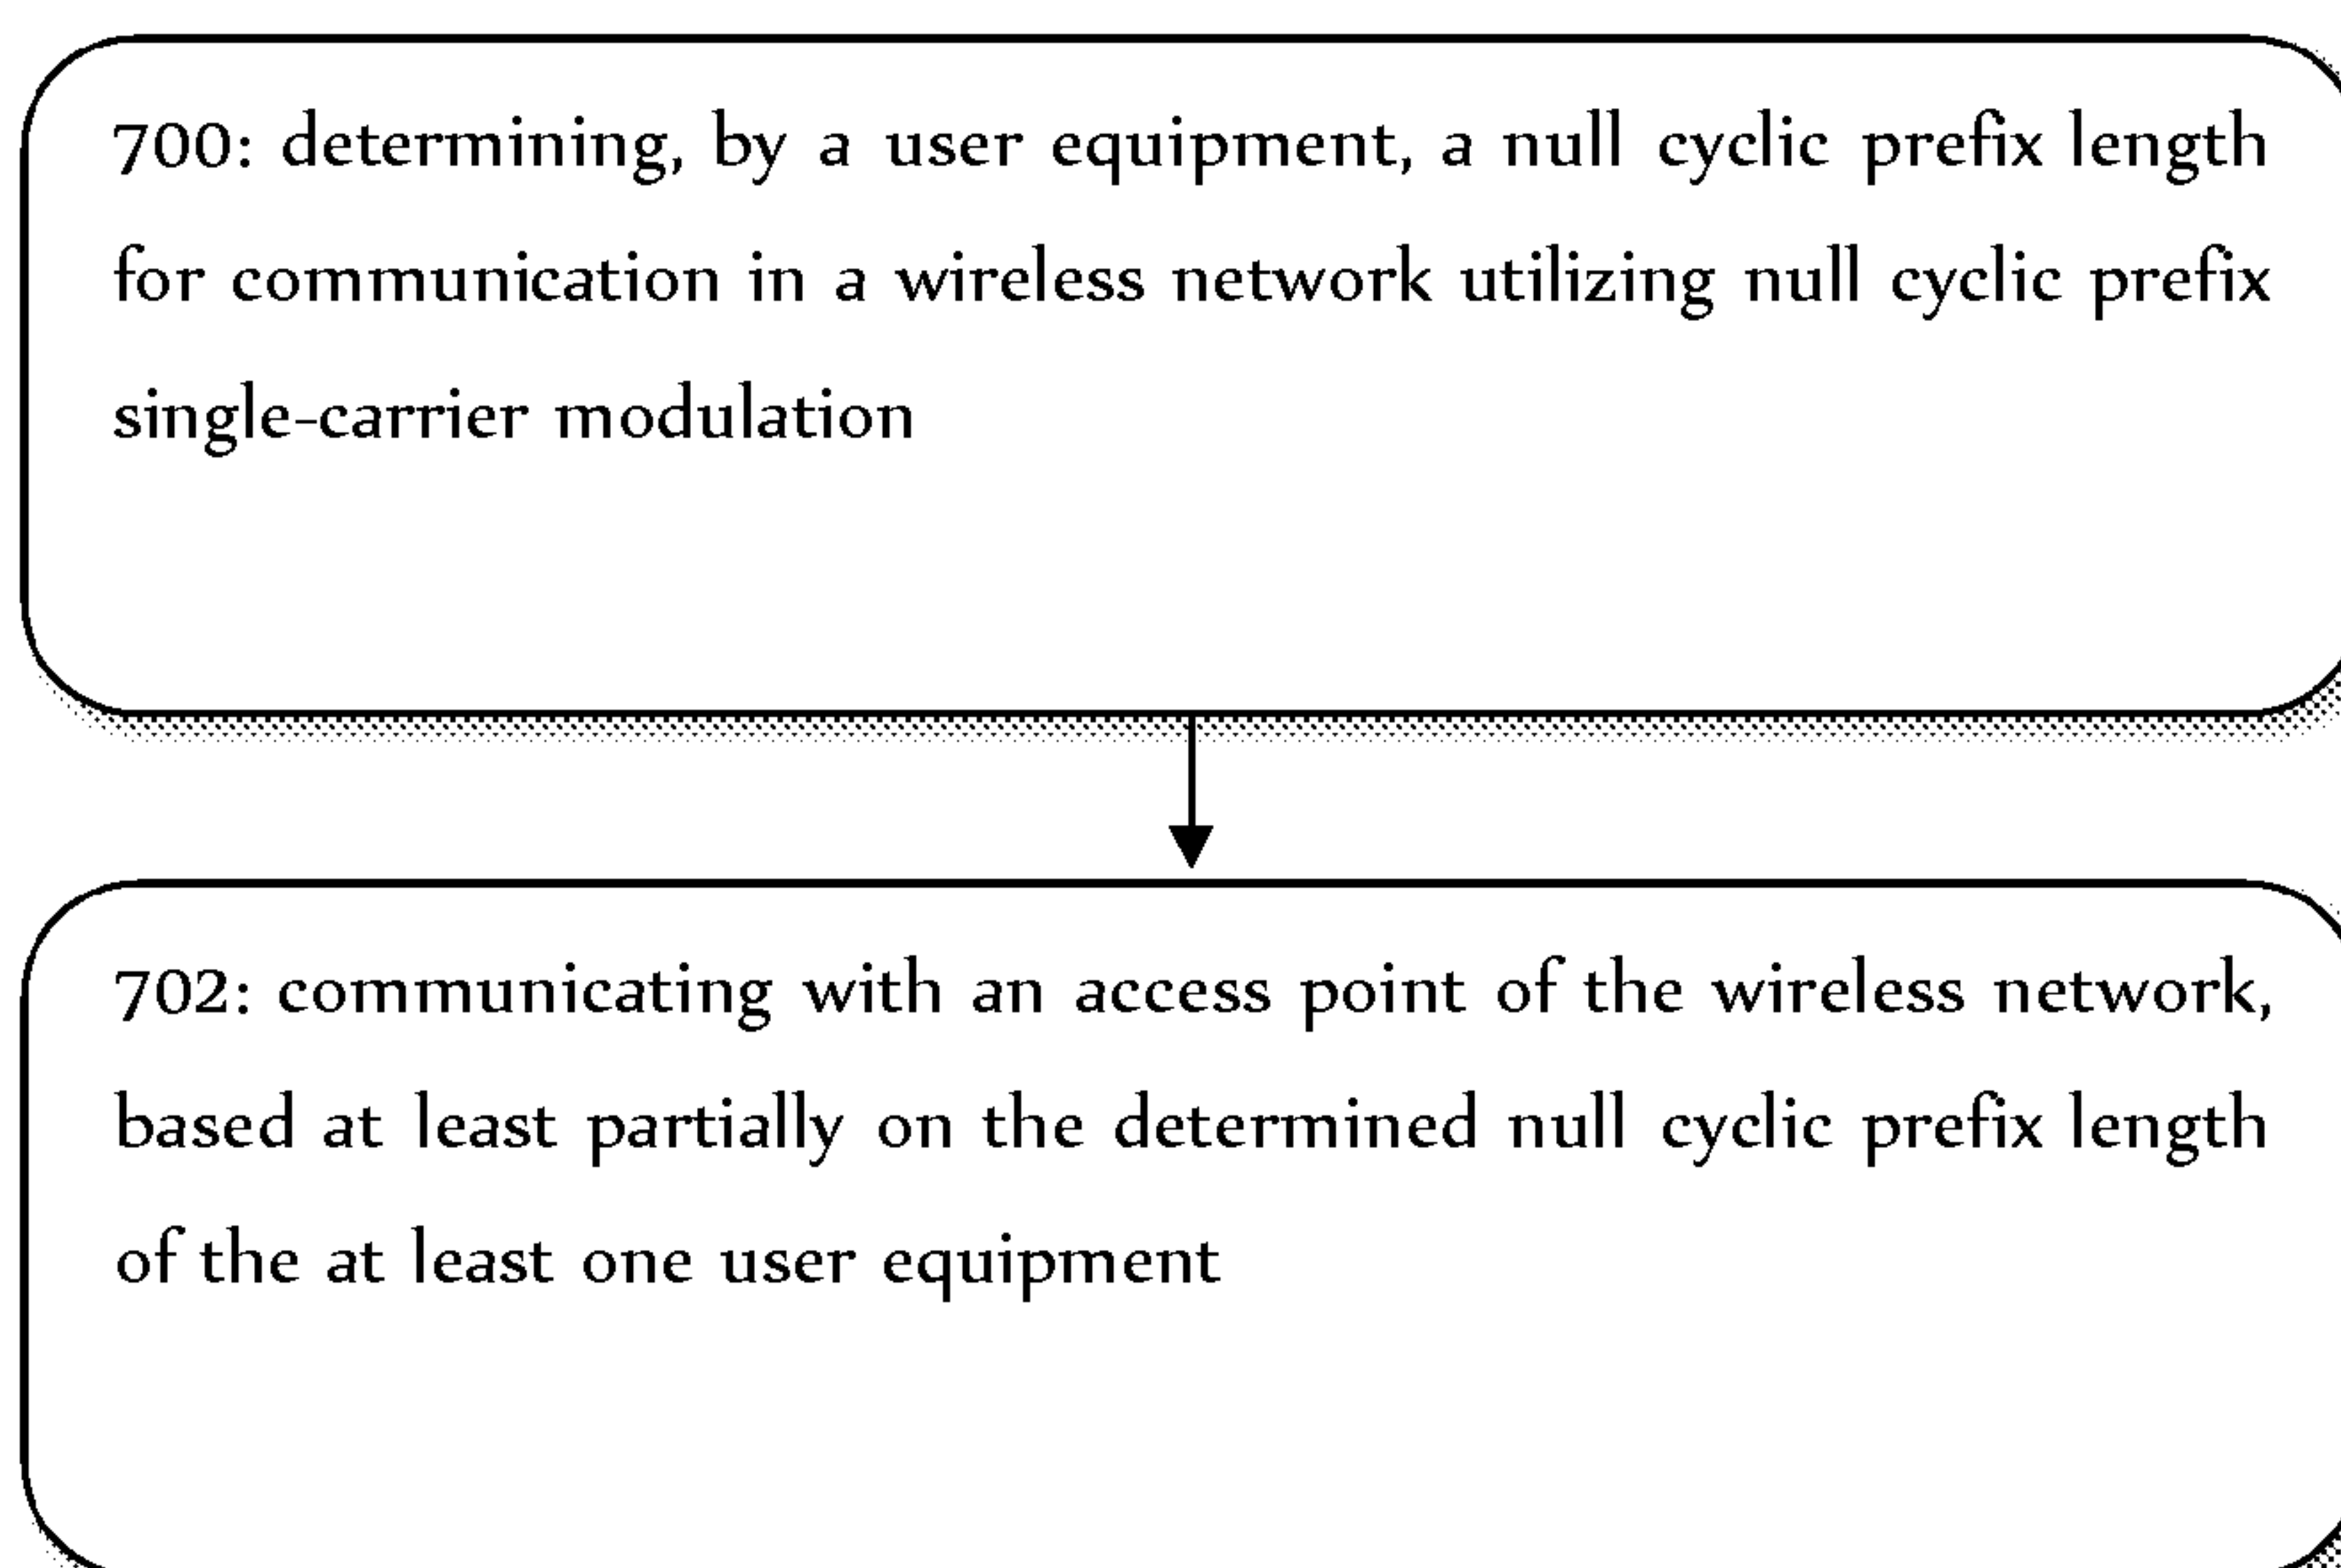 700: determining, by a user equipment, a null cyclic prefix length
for communication in a wireless network utilizing null cyclic prefix
single-carrier modulation
702: communicating with an access point of the wireless network,
based at least partially on the determined null cyclic prefix length
of the at least one user equipment